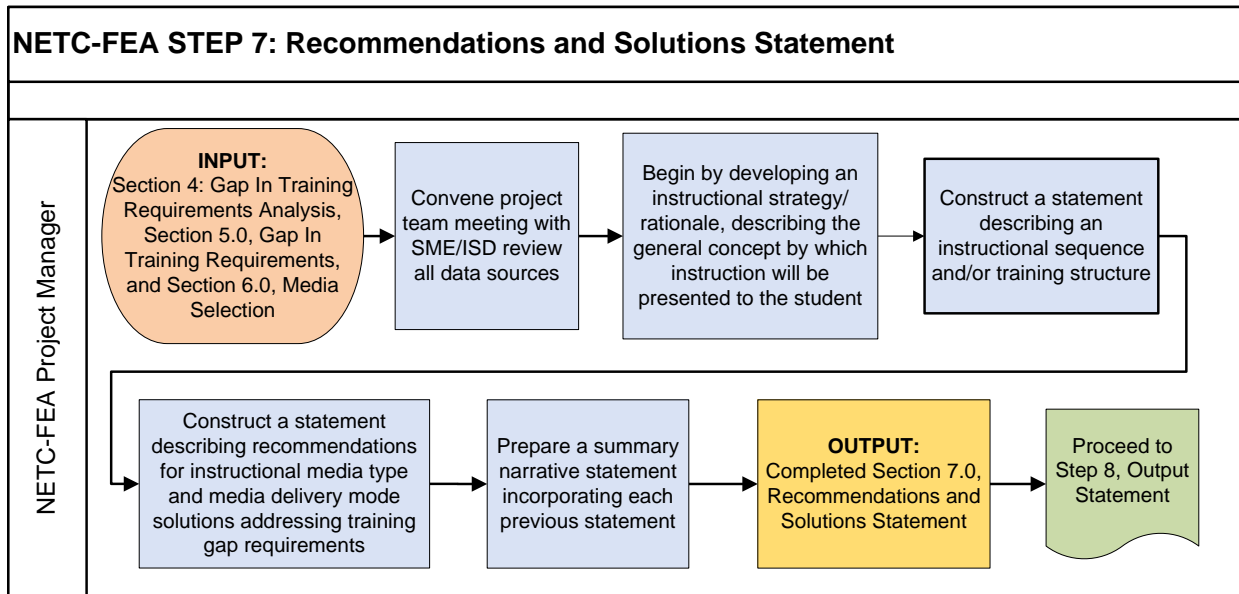 NETC-FEA STEP 7: Recommendations and Solutions Statement
NETC-FEA Project Manager
INPUT:
Section 4: Gap In Training
Requirements Analysis,
Section 5.0, Gap In
Training Requirements,
and Section 6.0, Media
Selection
Convene project
team meeting with
SME/ISD review
all data sources
Begin by developing an
instructional strategy/
rationale, describing the
general concept by which
instruction will be
presented to the student
Construct a statement
describing an
instructional sequence
and/or training structure
Construct a statement
describing recommendations
for instructional media type
and media delivery mode
solutions addressing training
gap requirements
Prepare a summary
narrative statement
incorporating each
previous statement
OUTPUT:
Completed Section 7.0,
Recommendations and
Solutions Statement
Proceed to
Step 8, Output
Statement